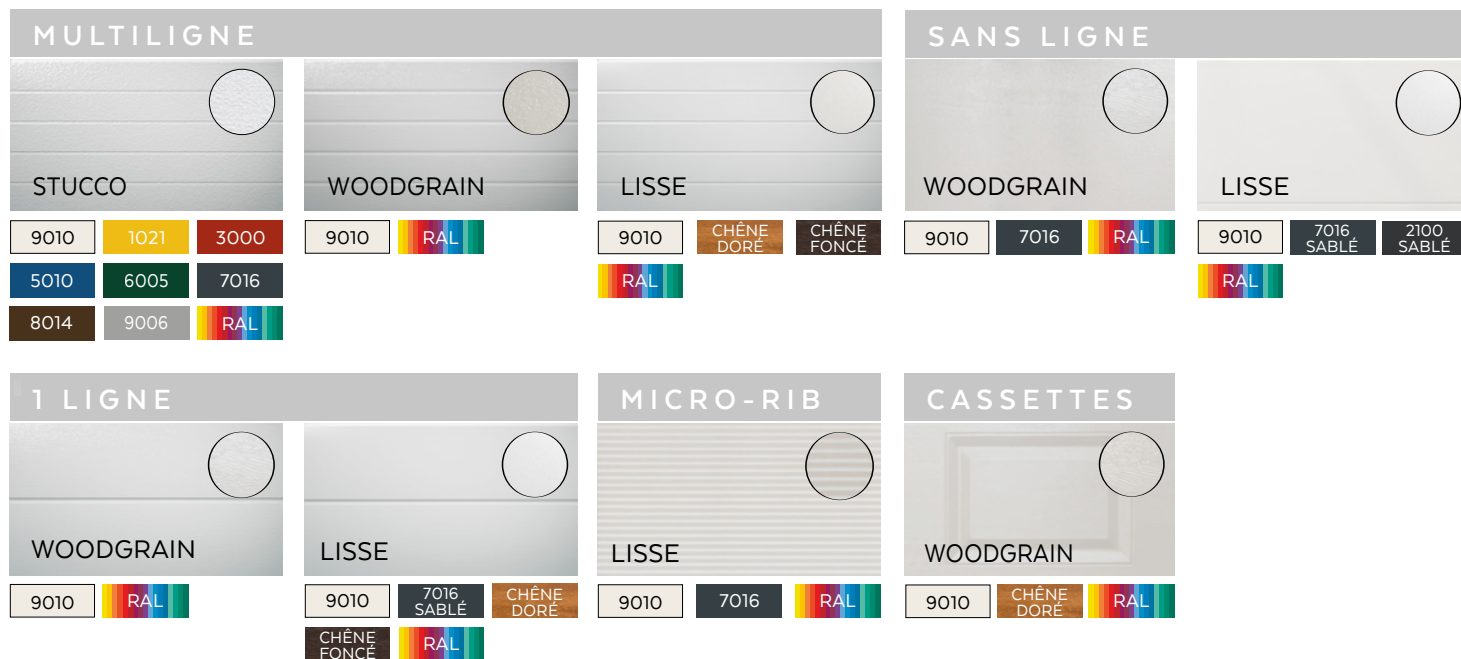 MULTILIGNE
STUCCO
9010 1021 3000
5010 6005 7016
8014 9006 RAL
WOODGRAIN
9010 RAL
LISSE
9010 CHÊNE DORÉ CHÊNE FONCÉ
RAL
SANS LIGNE
WOODGRAIN
9010 7016 RAL
LISSE
9010 7016 SABLÉ 2100 SABLÉ
RAL
1 LIGNE
WOODGRAIN
9010 RAL
LISSE
9010 7016 SABLÉ CHÊNE DORÉ
CHÊNE FONCÉ RAL
MICRO-RIB
LISSE
9010 7016 RAL
CASSETTES
WOODGRAIN
9010 CHÊNE DORÉ RAL